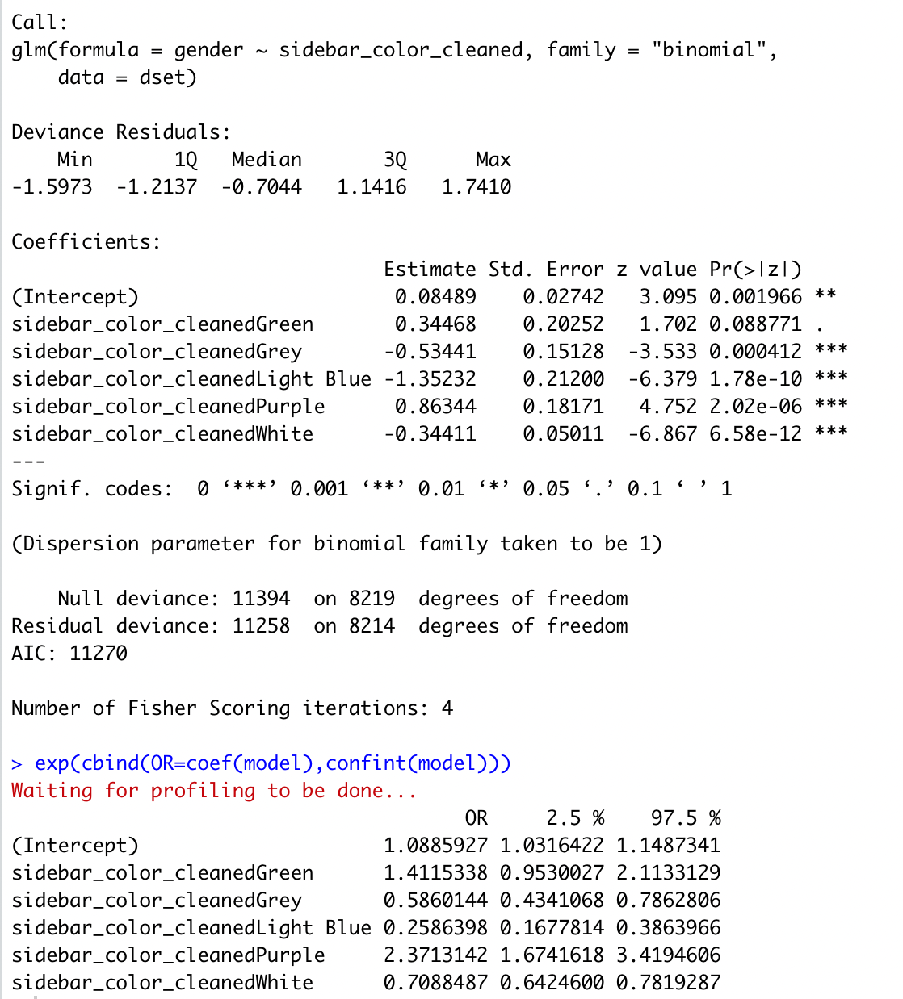 Call:
glm(formula = gender ~ sidebar_color_cleaned, family = "binomial",
    data = dset)

Deviance Residuals:
    Min       1Q   Median       3Q      Max
-1.5973  -1.2137  -0.7044   1.1416   1.7410

Coefficients:
                                Estimate Std. Error z value Pr(>|z|)
(Intercept)                      0.08489    0.02742   3.095 0.001966 **
sidebar_color_cleanedGreen       0.34468    0.20252   1.702 0.088771 .
sidebar_color_cleanedGrey       -0.53441    0.15128  -3.533 0.000412 ***
sidebar_color_cleanedLight Blue -1.35232    0.21200  -6.379 1.78e-10 ***
sidebar_color_cleanedPurple      0.86344    0.18171   4.752 2.02e-06 ***
sidebar_color_cleanedWhite      -0.34411    0.05011  -6.867 6.58e-12 ***
---
Signif. codes:  0 ‘***’ 0.001 ‘**’ 0.01 ‘*’ 0.05 ‘.’ 0.1 ‘ ’ 1

(Dispersion parameter for binomial family taken to be 1)

    Null deviance: 11394  on 8219  degrees of freedom
Residual deviance: 11258  on 8214  degrees of freedom
AIC: 11270

Number of Fisher Scoring iterations: 4

> exp(cbind(OR=coef(model),confint(model)))
Waiting for profiling to be done...
                                       OR     2.5 %    97.5 %
(Intercept)                     1.0885927 1.0316422 1.1487341
sidebar_color_cleanedGreen      1.4115338 0.9530027 2.1133129
sidebar_color_cleanedGrey       0.5860144 0.4341068 0.7862806
sidebar_color_cleanedLight Blue 0.2586398 0.1677814 0.3863966
sidebar_color_cleanedPurple     2.3713142 1.6741618 3.4194606
sidebar_color_cleanedWhite      0.7088487 0.6424600 0.7819287